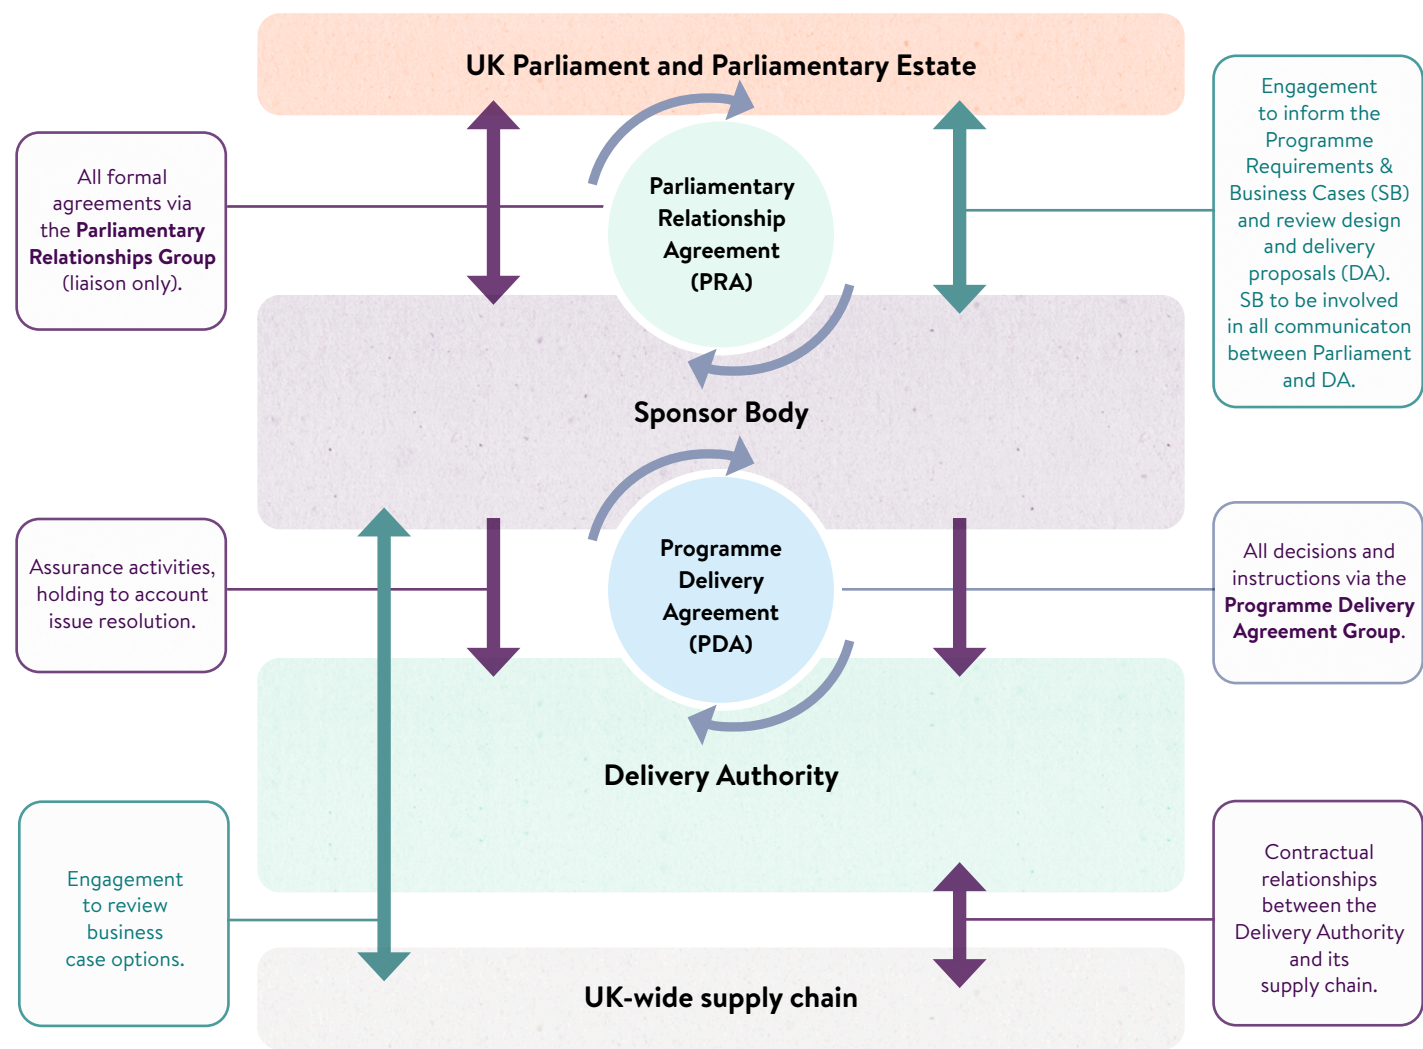 UK Parliament and Parliamentary Estate
All formal
agreements via
the Parliamentary
Relationships Group
(liaison only).
Parliamentary
Relationship
Agreement
(PRA)
Engagement
to inform the
Programme
Requirements &
Business Cases (SB)
and review design
and delivery
proposals (DA).
SB to be involved
in all communicaton
between Parliament
and DA.
Sponsor Body
Assurance activities,
holding to account
issue resolution.
Programme
Delivery
Agreement
(PDA)
All decisions and
instructions via the
Programme Delivery
Agreement Group.
Delivery Authority
Engagement
to review
business
case options.
Contractual
relationships
between the
Delivery Authority
and its
supply chain.
UK-wide supply chain